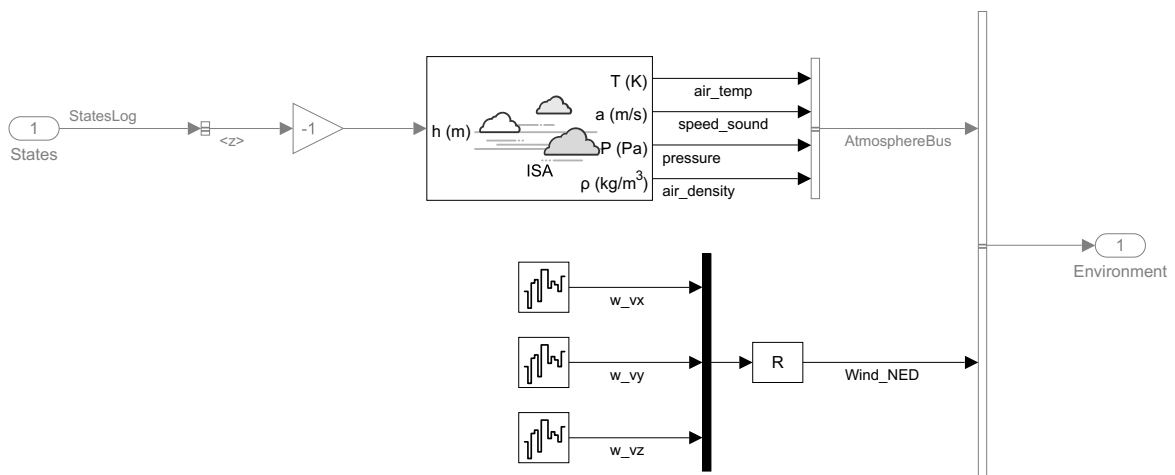 1
States
StatesLog
<z>
-1
h (m)
ISA
T (K)
a (m/s)
P (Pa)
ρ (kg/m³)
air_temp
speed_sound
pressure
air_density
AtmosphereBus
1
Environment
w_vx
w_vy
w_vz
R
Wind_NED